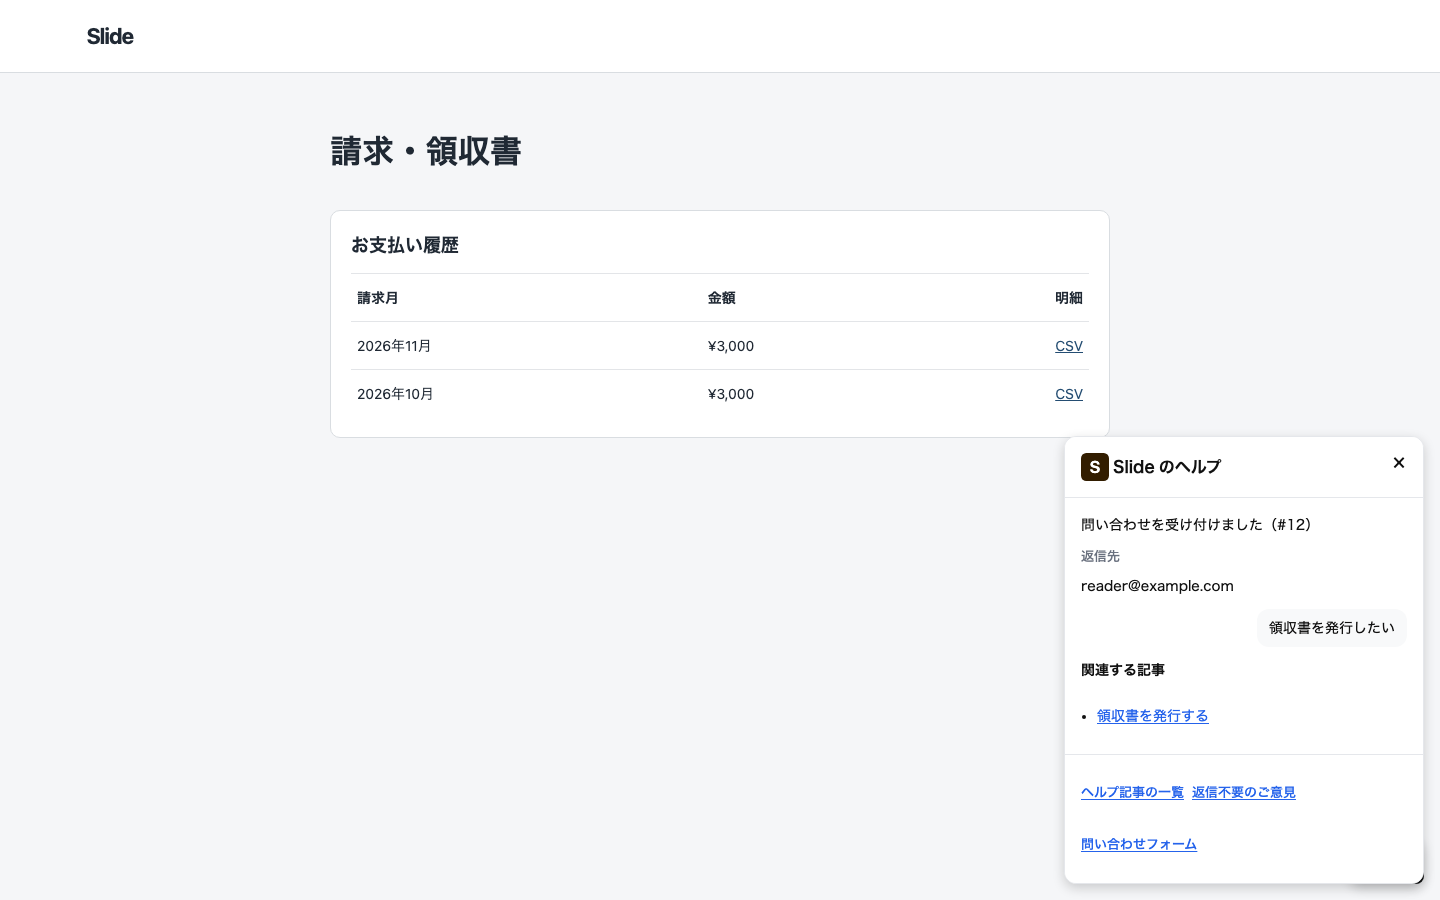 Slide
請求・領収書
お支払い履歴
請求月 金額 明細
2026年11月 ¥3,000 CSV
2026年10月 ¥3,000 CSV
S Slide のヘルプ ×
問い合わせを受け付けました（#12）
返信先
reader@example.com
領収書を発行したい
関連する記事
• 領収書を発行する
ヘルプ記事の一覧 返信不要のご意見
問い合わせフォーム